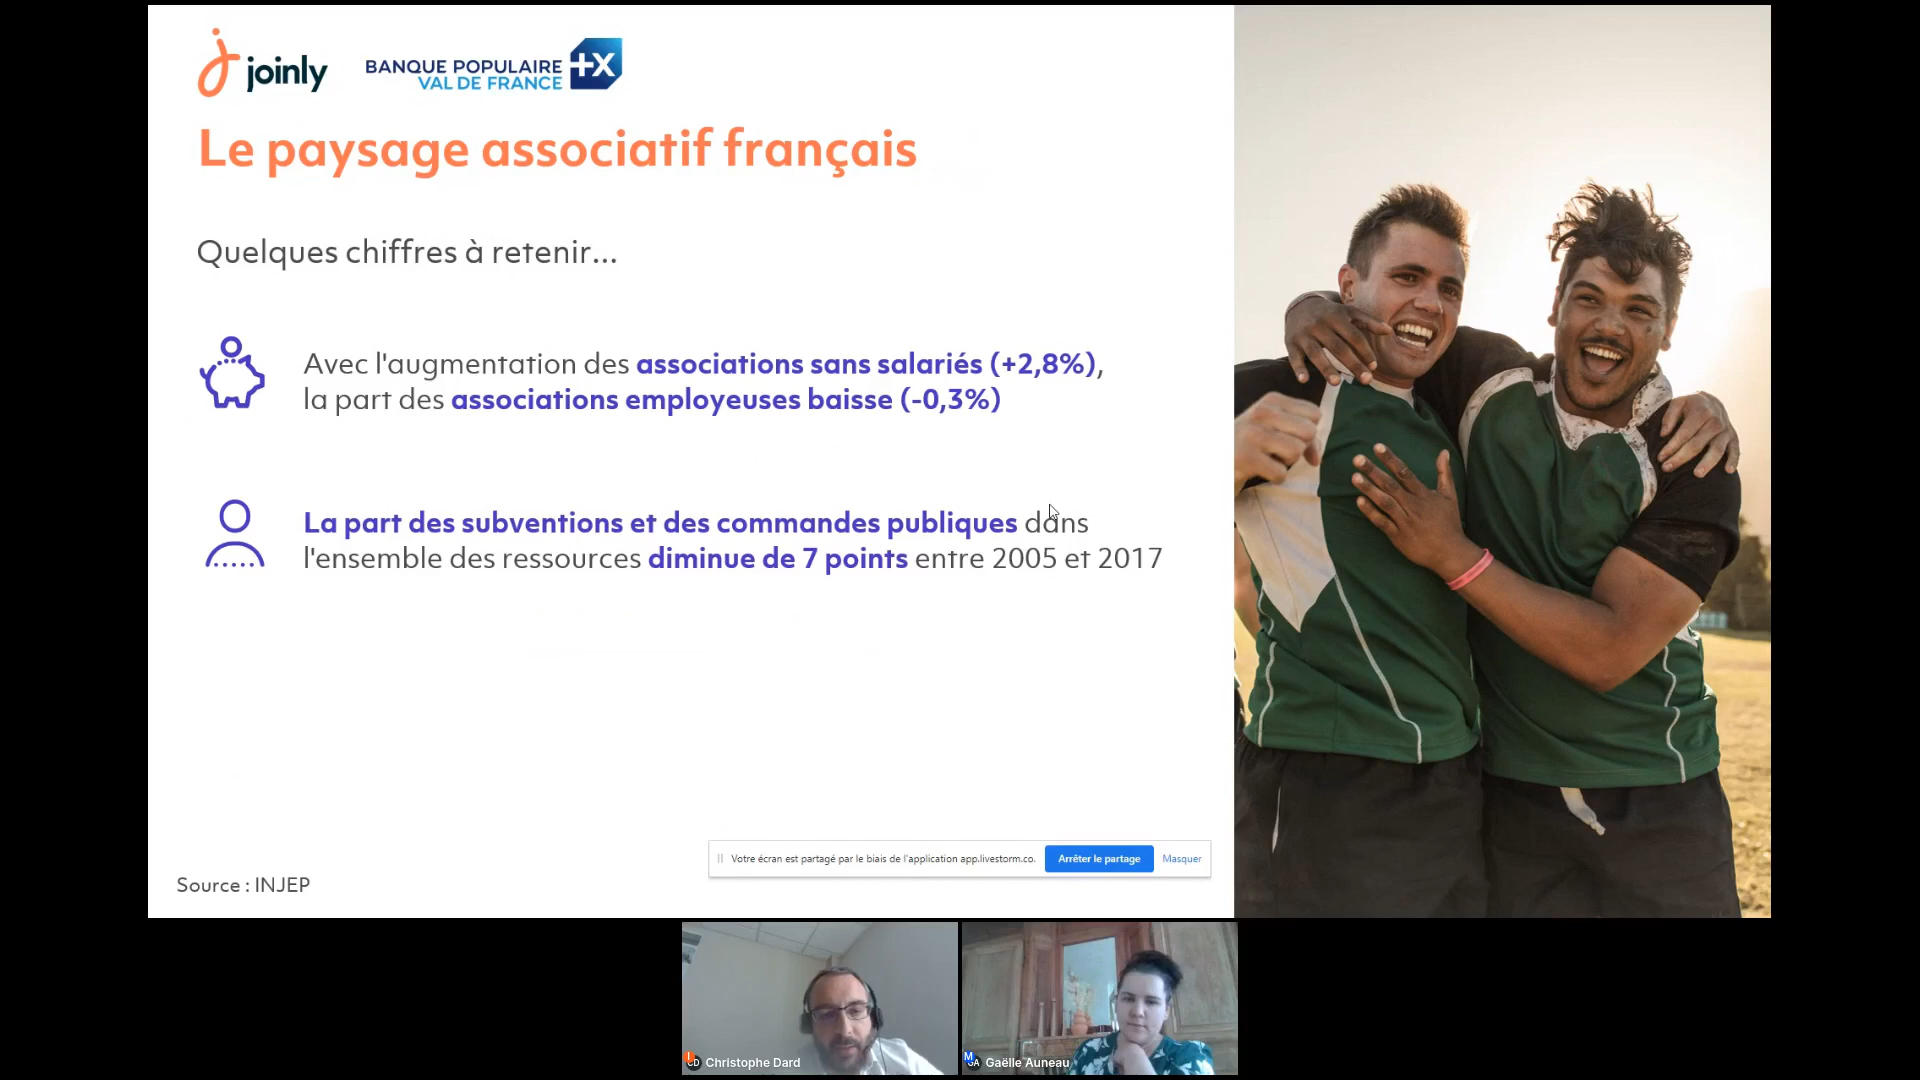 joinly
BANQUE POPULAIRE
VAL DE FRANCE
+X
Le paysage associatif français
Quelques chiffres à retenir...
Avec l'augmentation des associations sans salariés (+2,8%),
la part des associations employeuses baisse (-0,3%)
La part des subventions et des commandes publiques dans
l'ensemble des ressources diminue de 7 points entre 2005 et 2017
Votre écran est partagé par le biais de l'application app.livestorm.co.
Arrêter le partage
Masquer
Source : INJEP
CD
Christophe Dard
M
GA
Gaëlle Auneau